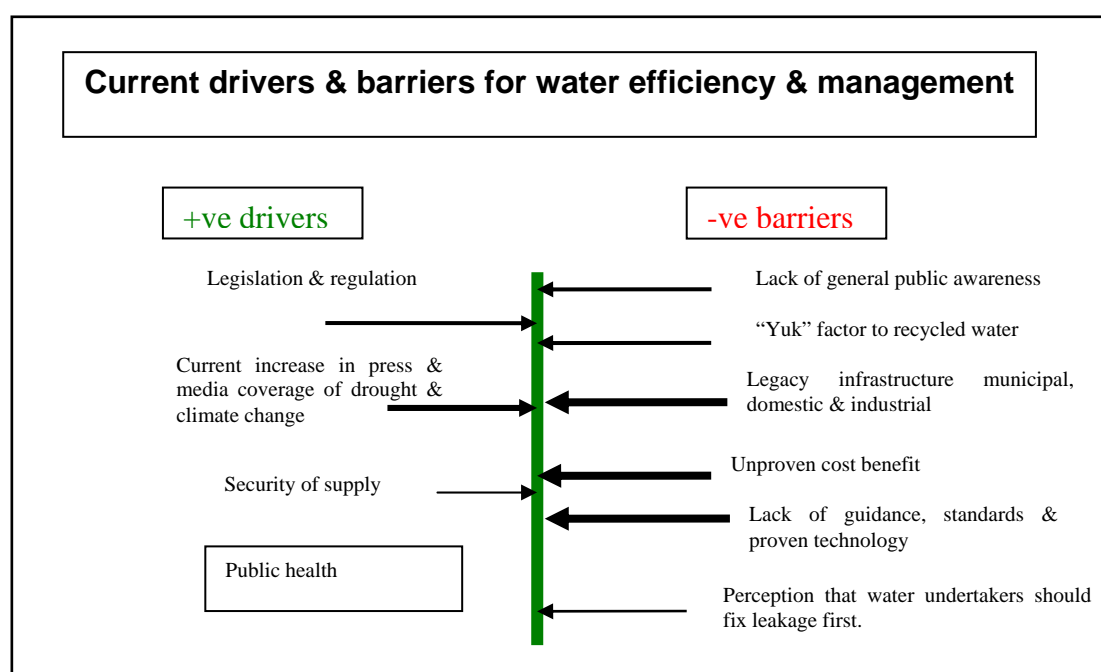 Current drivers & barriers for water efficiency & management
+ve drivers
Legislation & regulation
Current increase in press &
media coverage of drought &
climate change
Security of supply
Public health
-ve barriers
Lack of general public awareness
“Yuk” factor to recycled water
Legacy infrastructure municipal,
domestic & industrial
Unproven cost benefit
Lack of guidance, standards &
proven technology
Perception that water undertakers should
fix leakage first.